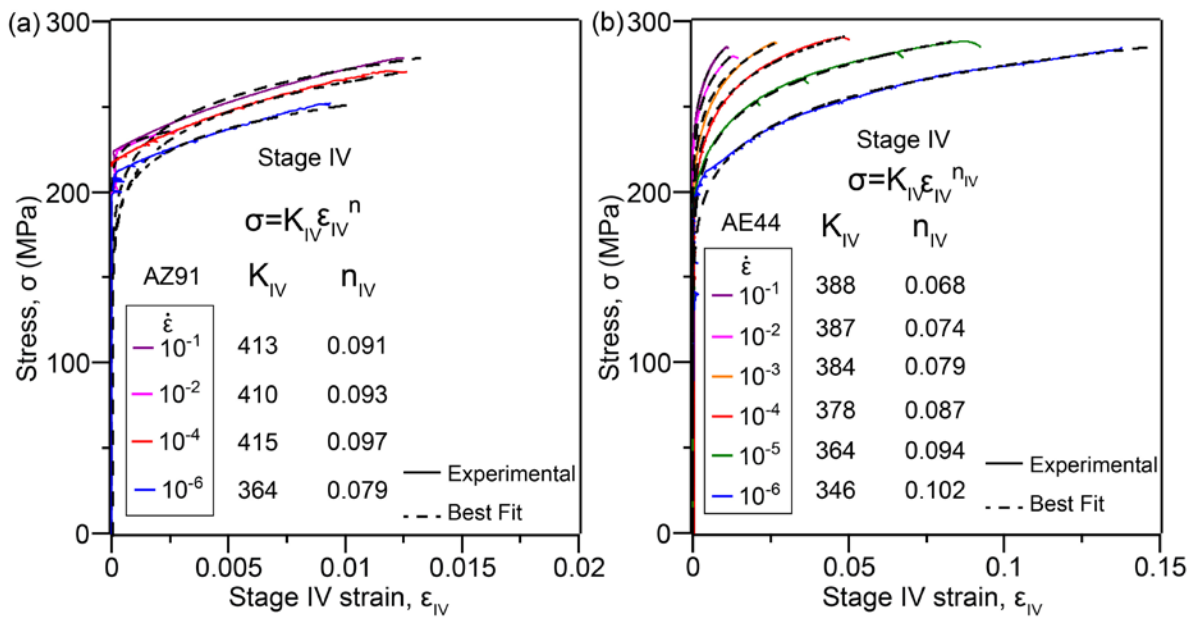 (a)
300
200
100
0
Stress, σ (MPa)
Stage IV
σ=K_IV ε_IV^n
AZ91 K_IV n_IV
ε̇
10^-1 413 0.091
10^-2 410 0.093
10^-4 415 0.097
10^-6 364 0.079
Experimental
Best Fit
0 0.005 0.01 0.015 0.02
Stage IV strain, ε_IV
(b)
300
200
100
0
Stress, σ (MPa)
Stage IV
σ=K_IV ε_IV^n_IV
AE44 K_IV n_IV
ε̇
10^-1 388 0.068
10^-2 387 0.074
10^-3 384 0.079
10^-4 378 0.087
10^-5 364 0.094
10^-6 346 0.102
Experimental
Best Fit
0 0.05 0.1 0.15
Stage IV strain, ε_IV